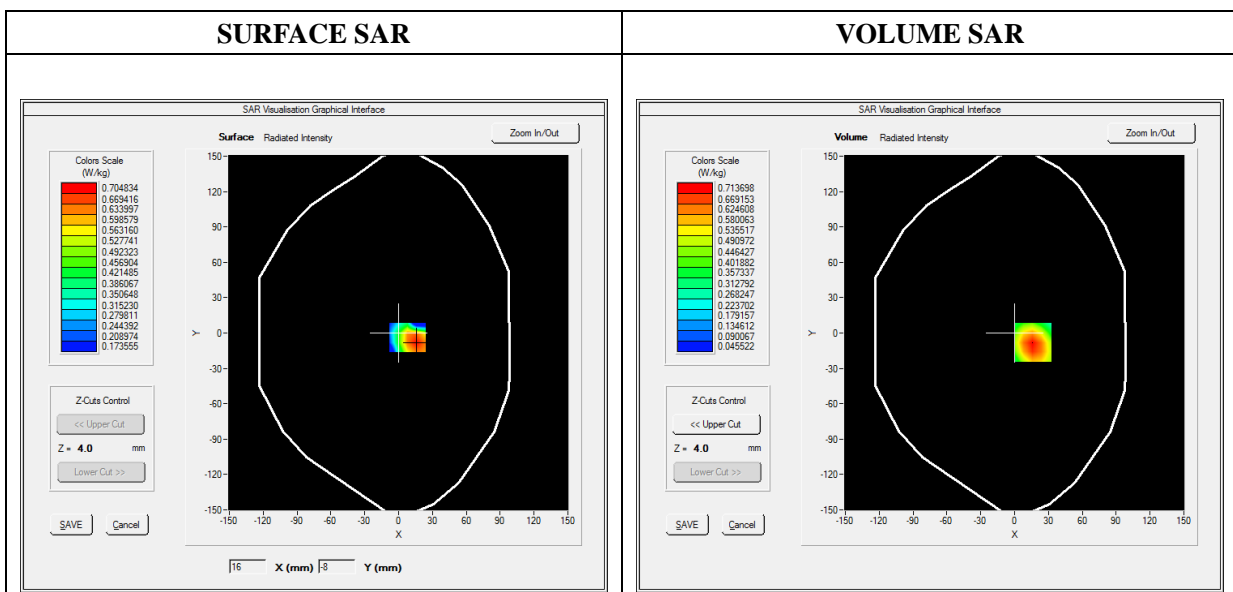 SURFACE SAR
VOLUME SAR
SAR Visualisation Graphical Interface
Surface Radiated Intensity
Zoom In/Out
Colors Scale
(W/kg)
0.704834
0.669416
0.633997
0.598579
0.563160
0.527741
0.492323
0.456904
0.421485
0.386067
0.350648
0.315230
0.279811
0.244392
0.208974
0.173555
Z-Cuts Control
<< Upper Cut
Z = 4.0 mm
Lower Cut >>
SAVE Cancel
150
120
90
60
30
0
-30
-60
-90
-120
-150
Y
-150 -120 -90 -60 -30 0 30 60 90 120 150
X
16 X (mm) -8 Y (mm)
SAR Visualisation Graphical Interface
Volume Radiated Intensity
Zoom In/Out
Colors Scale
(W/kg)
0.713698
0.669153
0.624608
0.580063
0.535517
0.490972
0.446427
0.401882
0.357337
0.312792
0.268247
0.223702
0.179157
0.134612
0.090067
0.045522
Z-Cuts Control
<< Upper Cut
Z = 4.0 mm
Lower Cut >>
SAVE Cancel
150
120
90
60
30
0
-30
-60
-90
-120
-150
Y
-150 -120 -90 -60 -30 0 30 60 90 120 150
X